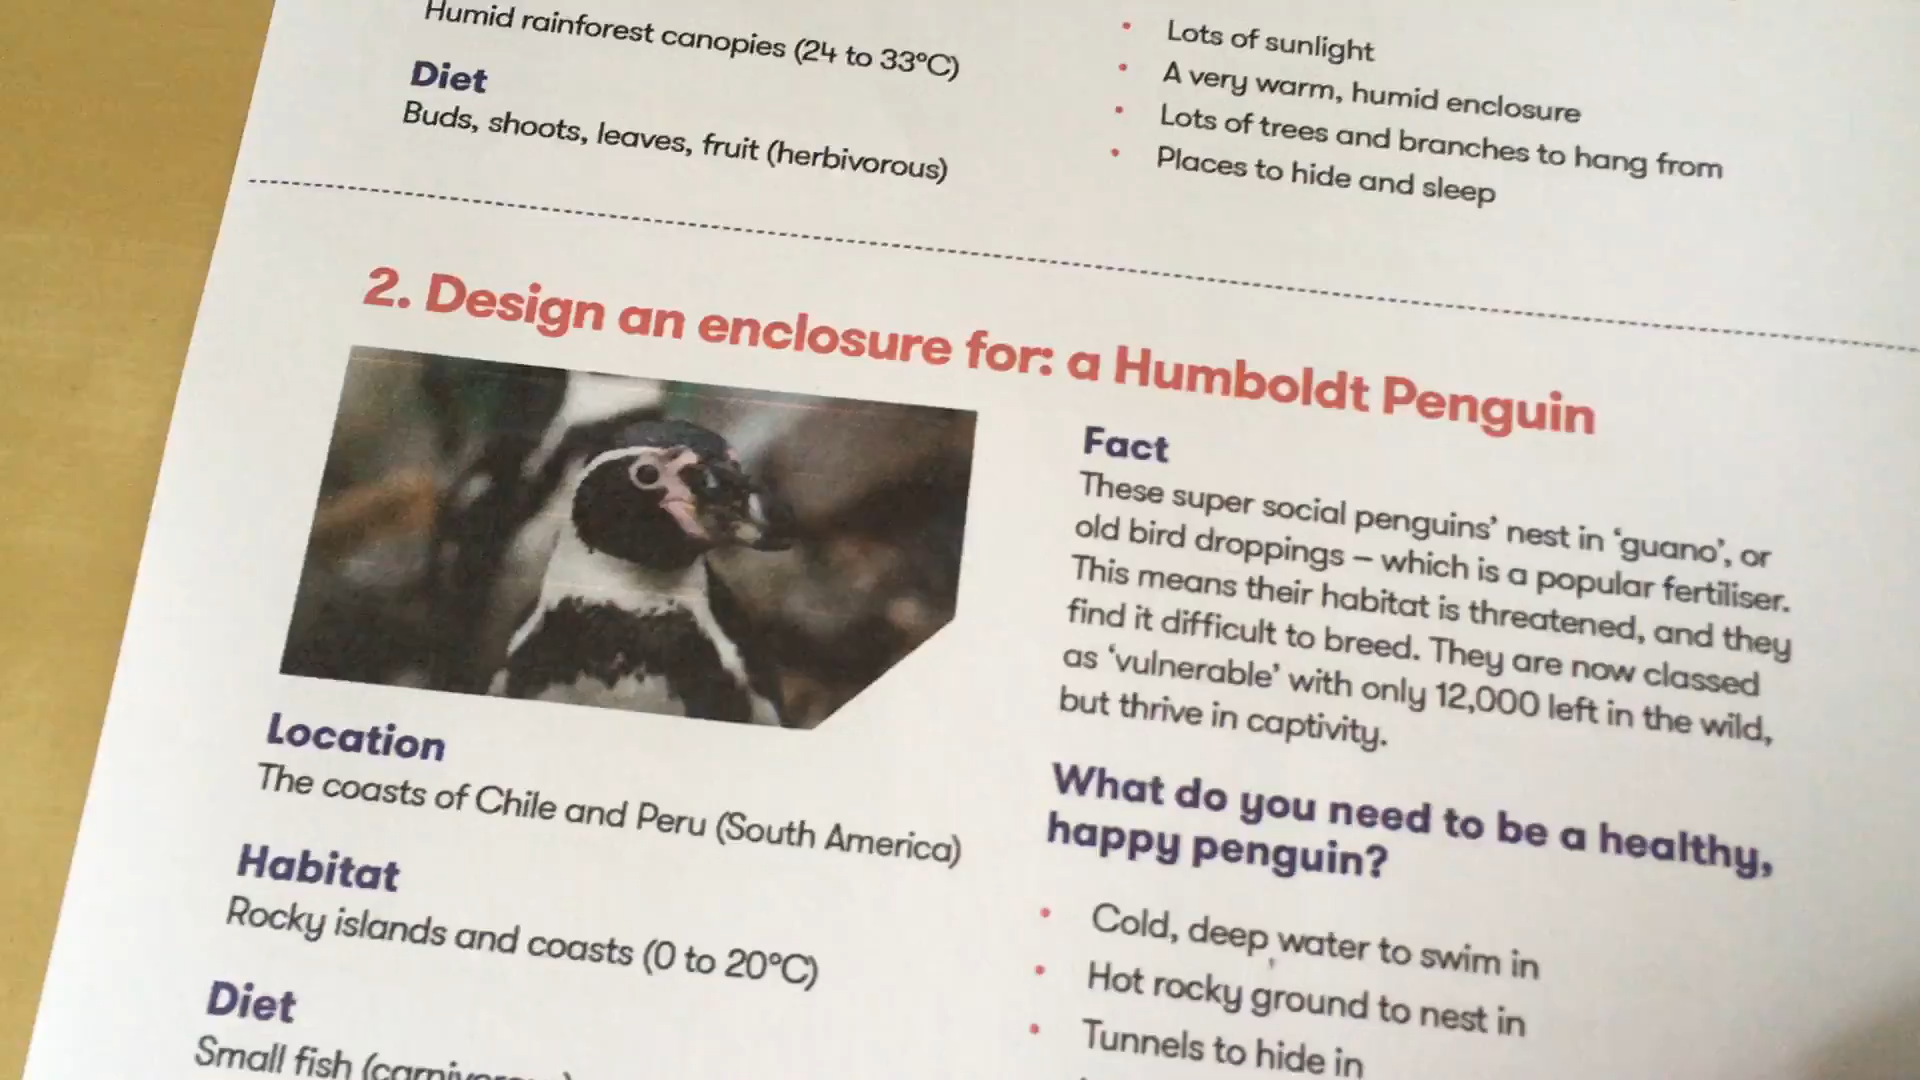 Humid rainforest canopies (24 to 33°C)
Diet
Buds, shoots, leaves, fruit (herbivorous)
Lots of sunlight
A very warm, humid enclosure
Lots of trees and branches to hang from
Places to hide and sleep
2. Design an enclosure for: a Humboldt Penguin
Location
The coasts of Chile and Peru (South America)
Habitat
Rocky islands and coasts (0 to 20°C)
Diet
Small fish
Fact
These super social penguins' nest in 'guano', or
old bird droppings – which is a popular fertiliser.
This means their habitat is threatened, and they
find it difficult to breed. They are now classed
as 'vulnerable' with only 12,000 left in the wild,
but thrive in captivity.
What do you need to be a healthy,
happy penguin?
Cold, deep water to swim in
Hot rocky ground to nest in
Tunnels to hide in